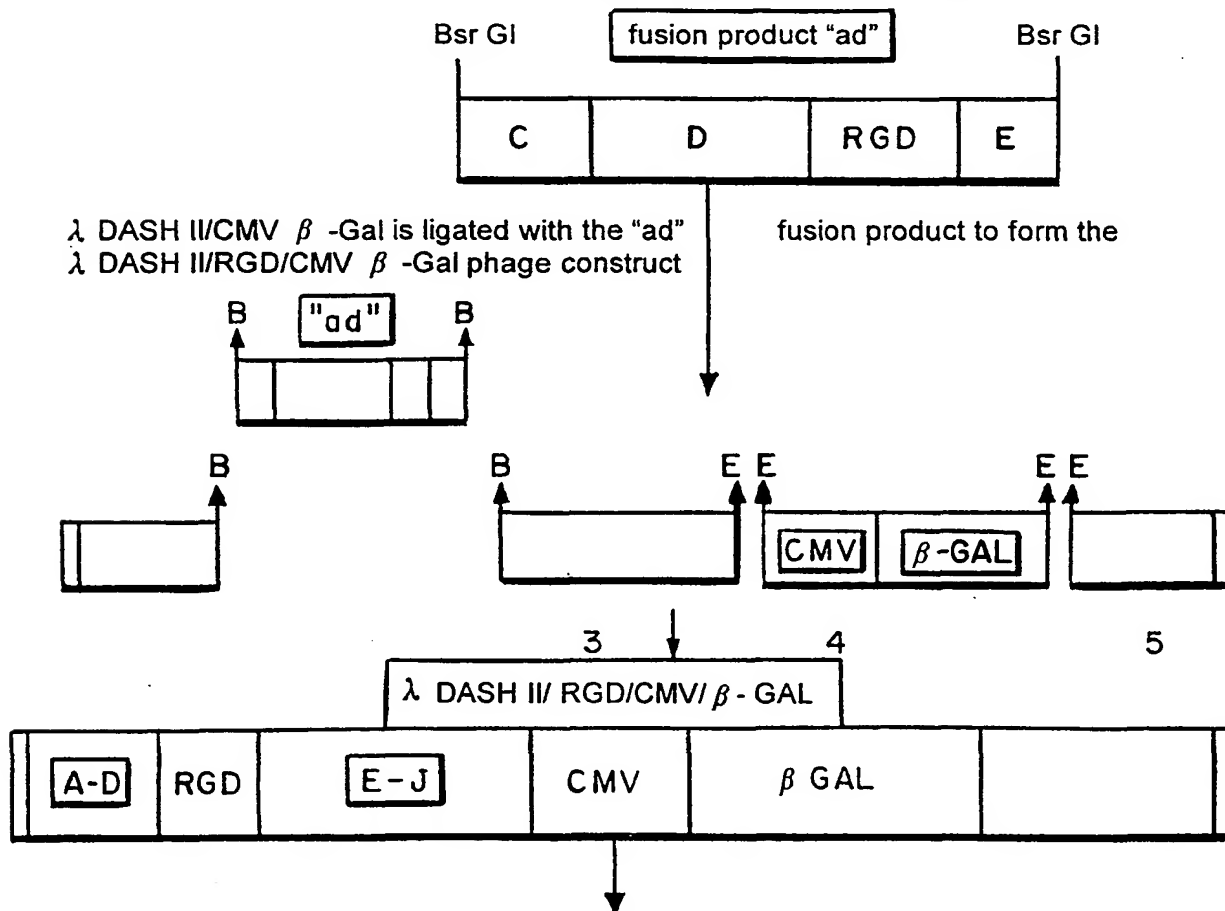 Bsr GI fusion product "ad" Bsr GI
C D RGD E
λ DASH II/CMV β -Gal is ligated with the "ad" fusion product to form the
λ DASH II/RGD/CMV β -Gal phage construct
B "ad" B
B B E E E E
CMV β-GAL
3 4 5
λ DASH II/ RGD/CMV/ β - GAL
A-D RGD E-J CMV β GAL